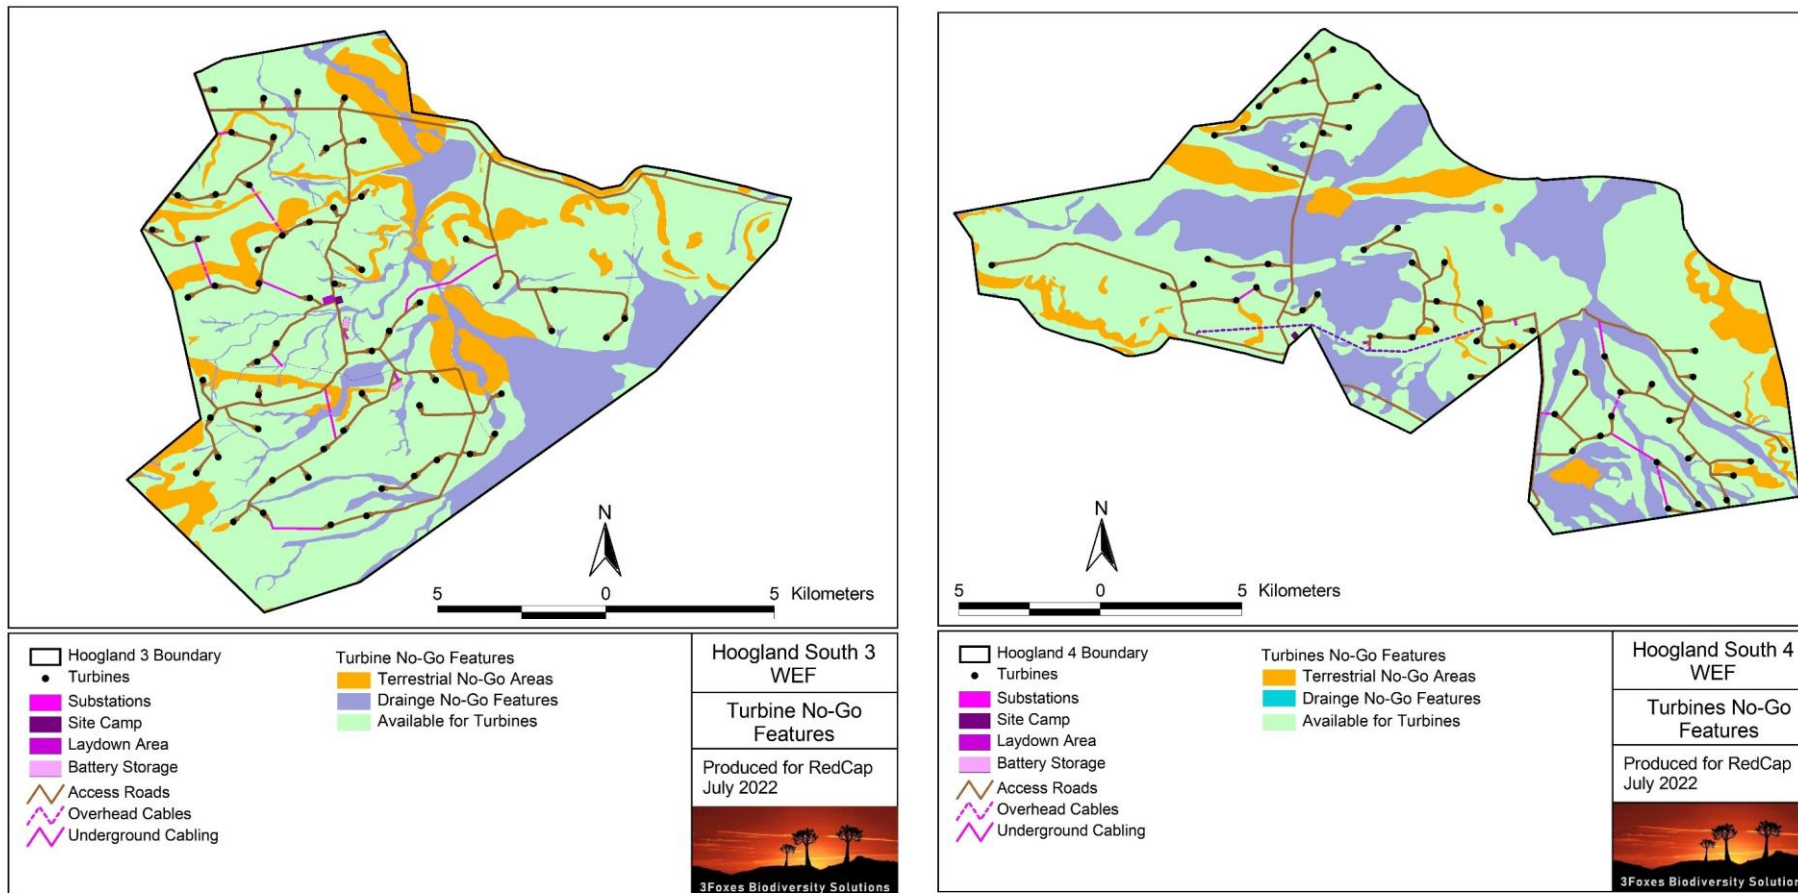 N
5 0 5 Kilometers
Hoogland 3 Boundary
Turbines
Substations
Site Camp
Laydown Area
Battery Storage
Access Roads
Overhead Cables
Underground Cabling
Turbine No-Go Features
Terrestrial No-Go Areas
Drainge No-Go Features
Available for Turbines
Hoogland South 3
WEF
Turbine No-Go
Features
Produced for RedCap
July 2022
3Foxes Biodiversity Solutions
N
5 0 5 Kilometers
Hoogland 4 Boundary
Turbines
Substations
Site Camp
Laydown Area
Battery Storage
Access Roads
Overhead Cables
Underground Cabling
Turbines No-Go Features
Terrestrial No-Go Areas
Drainge No-Go Features
Available for Turbines
Hoogland South 4
WEF
Turbines No-Go
Features
Produced for RedCap
July 2022
3Foxes Biodiversity Solution